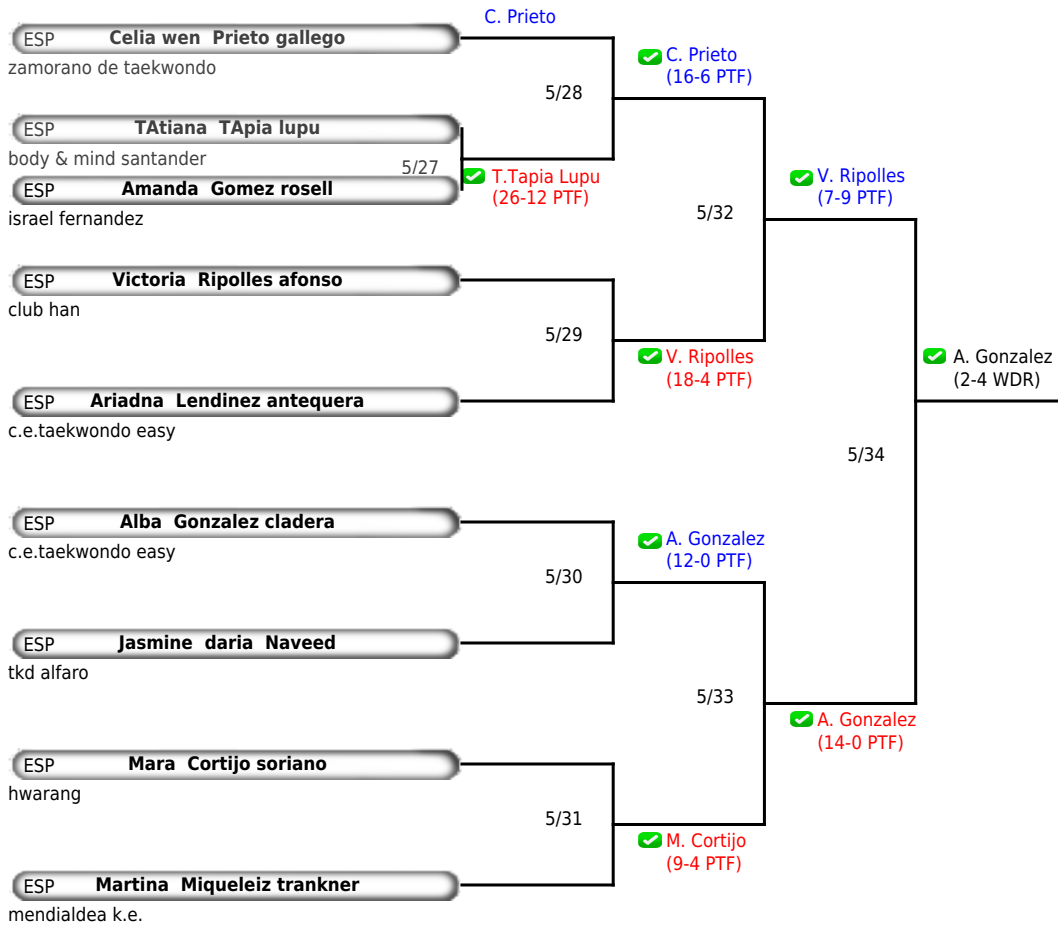 C. Prieto
ESP Celia wen Prieto gallego
zamorano de taekwondo
C. Prieto
(16-6 PTF)
5/28
ESP TAtiana TApia lupu
body & mind santander
5/27
T.Tapia Lupu
(26-12 PTF)
ESP Amanda Gomez rosell
israel fernandez
V. Ripolles
(7-9 PTF)
5/32
ESP Victoria Ripolles afonso
club han
5/29
V. Ripolles
(18-4 PTF)
A. Gonzalez
(2-4 WDR)
ESP Ariadna Lendinez antequera
c.e.taekwondo easy
5/34
ESP Alba Gonzalez cladera
c.e.taekwondo easy
A. Gonzalez
(12-0 PTF)
5/30
ESP Jasmine daria Naveed
tkd alfaro
5/33
A. Gonzalez
(14-0 PTF)
ESP Mara Cortijo soriano
hwarang
5/31
M. Cortijo
(9-4 PTF)
ESP Martina Miqueleiz trankner
mendialdea k.e.